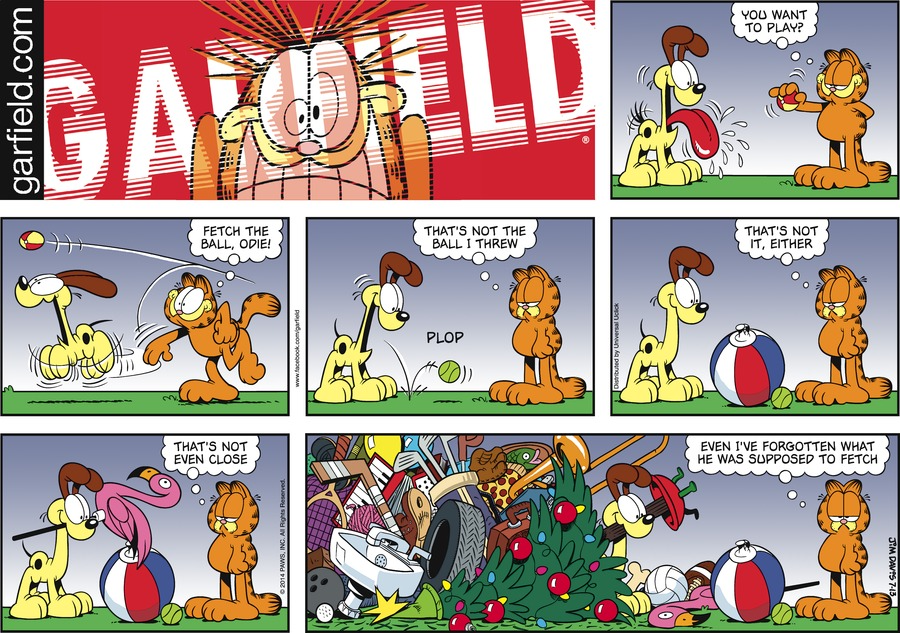 garfield.com
GARFIELD
®
YOU WANT
TO PLAY?
FETCH THE
BALL, ODIE!
www.facebook.com/garfield
THAT'S NOT THE
BALL I THREW
PLOP
Distributed by Universal Uclick
THAT'S NOT
IT, EITHER
THAT'S NOT
EVEN CLOSE
© 2014 PAWS, INC. All Rights Reserved.
EVEN I'VE FORGOTTEN WHAT
HE WAS SUPPOSED TO FETCH
JIM DAVIS 7-13